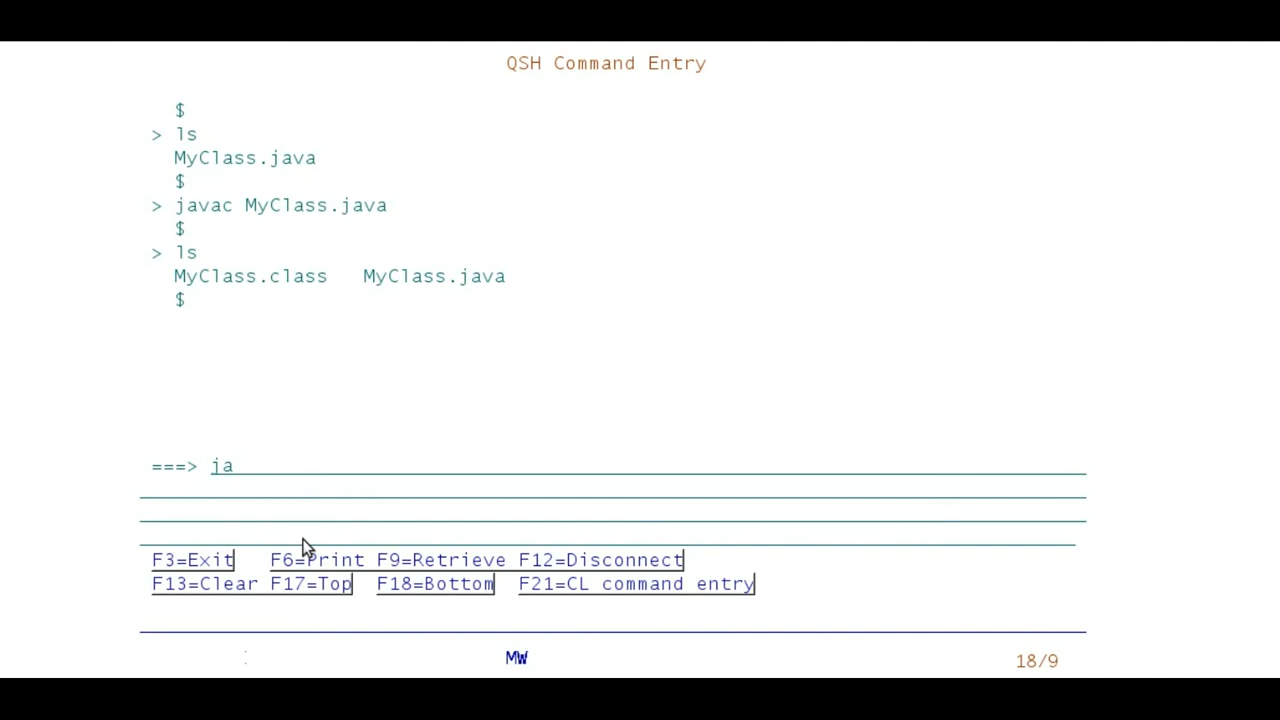 QSH Command Entry
$
> ls
MyClass.java
$
> javac MyClass.java
$
> ls
MyClass.class   MyClass.java
$
===> ja
F3=Exit   F6=Print F9=Retrieve F12=Disconnect
F13=Clear F17=Top  F18=Bottom  F21=CL command entry
MW 18/9